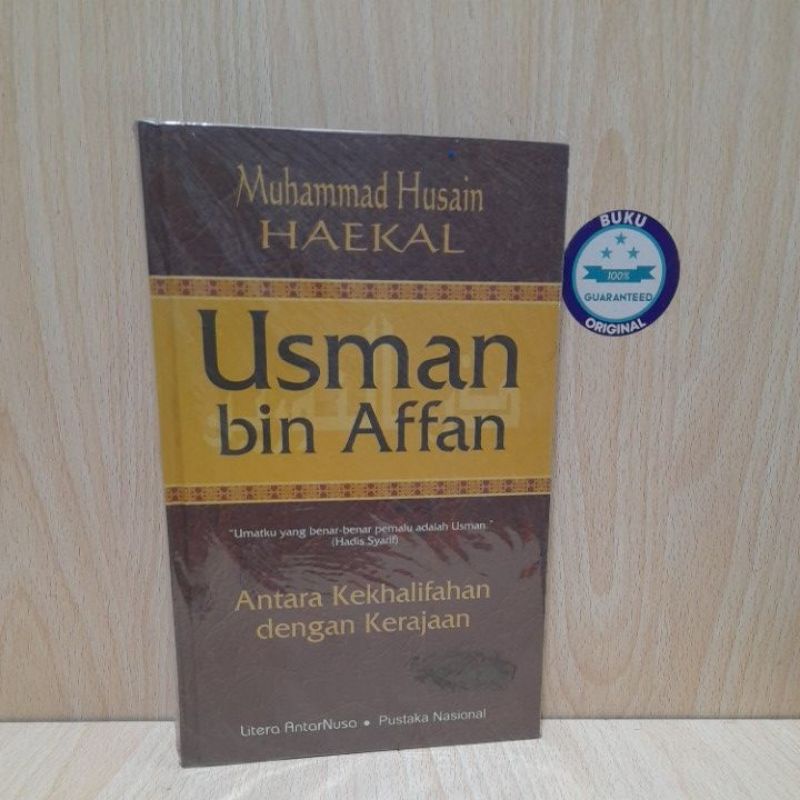 Muhammad Husain
HAEKAL
Usman
bin Affan
"Umatku yang benar-benar pemalu adalah Usman."
(Hadis Syarif)
Antara Kekhalifahan
dengan Kerajaan
Litera AntarNusa • Pustaka Nasional
BUKU
100%
GUARANTEED
ORIGINAL